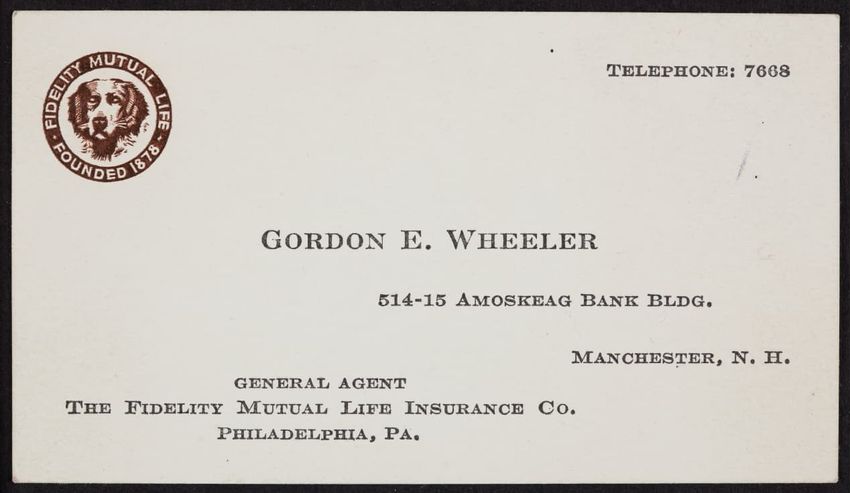 FIDELITY MUTUAL LIFE
· FOUNDED 1878 ·
TELEPHONE: 7668
GORDON E. WHEELER
514-15 AMOSKEAG BANK BLDG.
MANCHESTER, N. H.
GENERAL AGENT
THE FIDELITY MUTUAL LIFE INSURANCE CO.
PHILADELPHIA, PA.